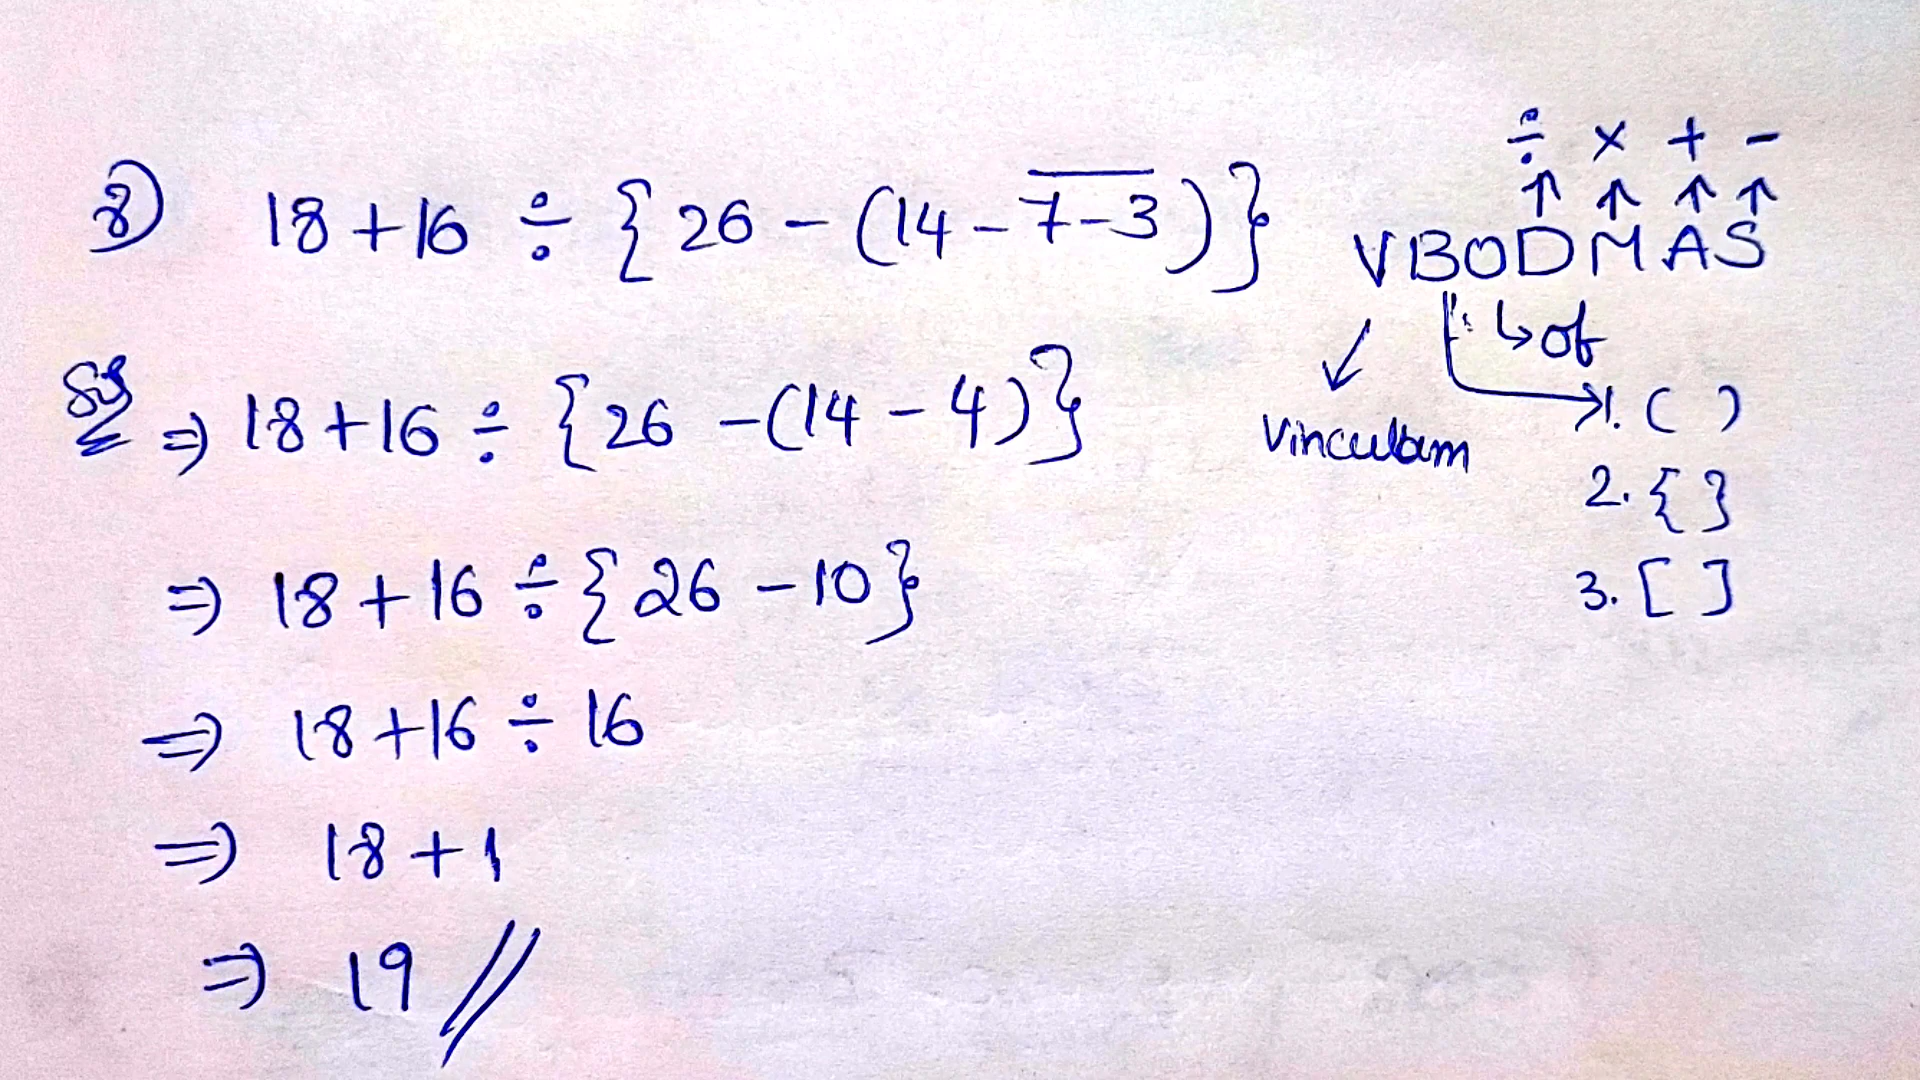 8) 18 + 16 ÷ { 26 - (14 - 7̅-̅3̅ ) }
Sol ⇒ 18 + 16 ÷ { 26 - (14 - 4) }
⇒ 18 + 16 ÷ { 26 - 10 }
⇒ 18 + 16 ÷ 16
⇒ 18 + 1
⇒ 19 //
÷ × + -
↑ ↑ ↑ ↑
VBODMAS
↳ of
Vinculum
1. ( )
2. { }
3. [ ]